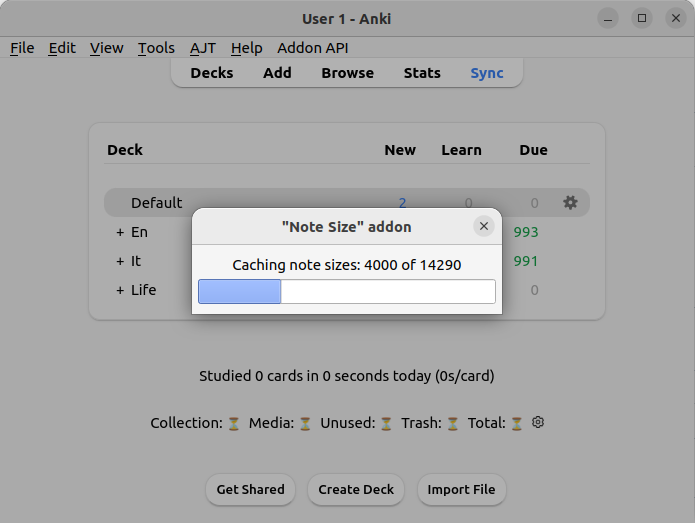 User 1 - Anki
File Edit View Tools AJT Help Addon API
Decks Add Browse Stats Sync
Deck New Learn Due
Default 2 0 0
+ En 993
+ It 991
+ Life 0
"Note Size" addon
Caching note sizes: 4000 of 14290
Studied 0 cards in 0 seconds today (0s/card)
Collection: ⏳ Media: ⏳ Unused: ⏳ Trash: ⏳ Total: ⏳
Get Shared Create Deck Import File